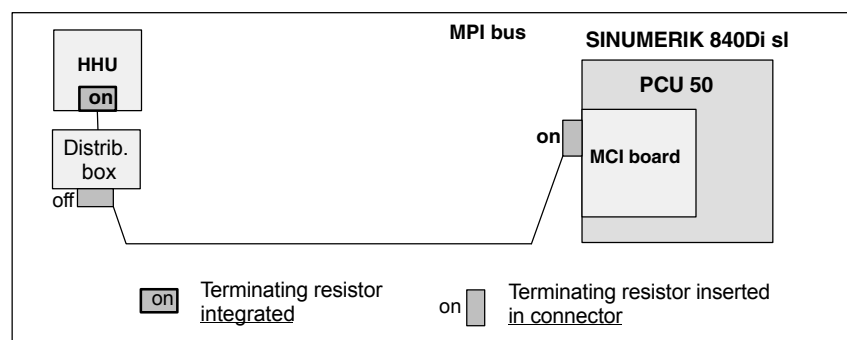 MPI bus
SINUMERIK 840Di sl
HHU
on
PCU 50
Distrib.
box
off
on
MCI board
on
Terminating resistor
integrated
on
Terminating resistor inserted
in connector